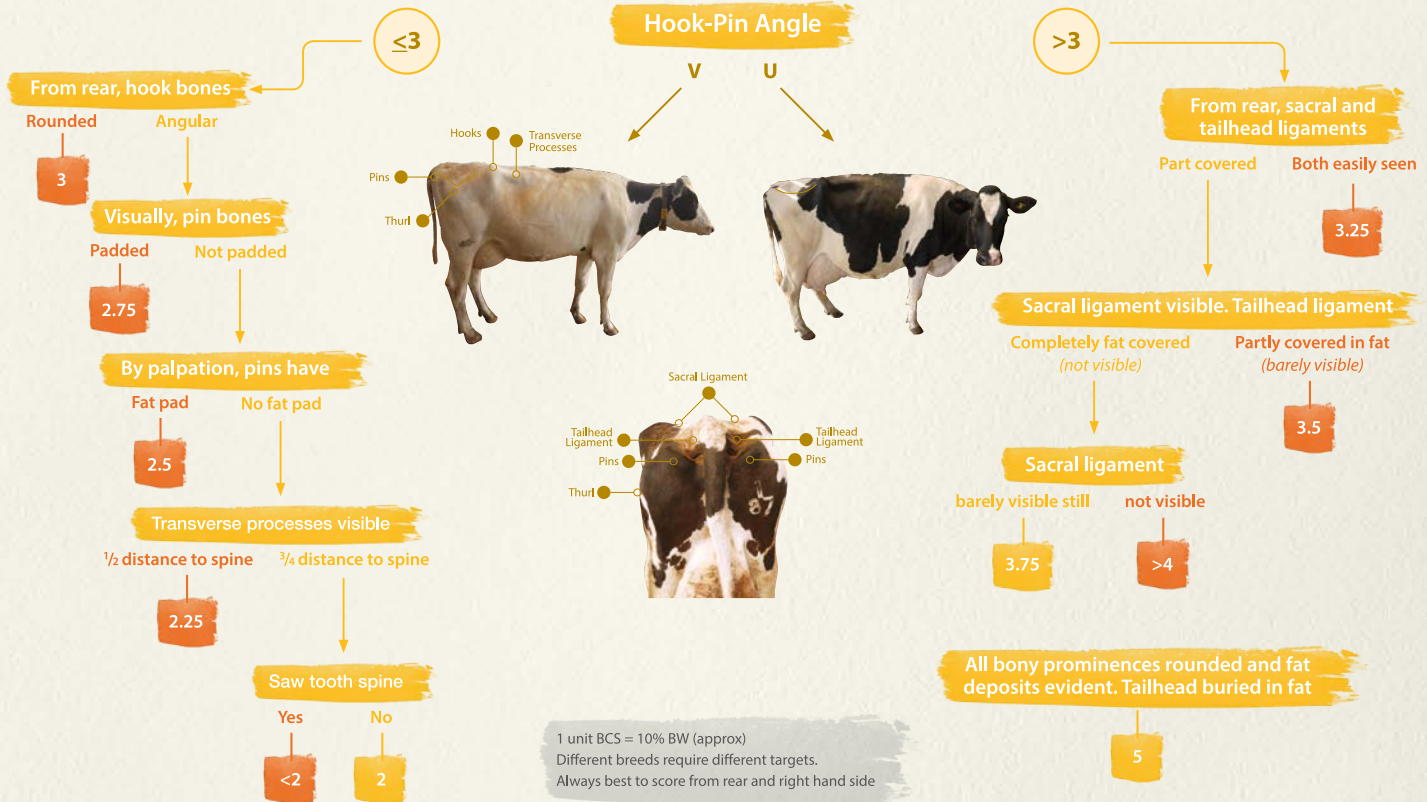 Hook-Pin Angle
V
U
≤3
From rear, hook bones
Rounded
Angular
3
Visually, pin bones
Padded
Not padded
2.75
By palpation, pins have
Fat pad
No fat pad
2.5
Transverse processes visible
1/2 distance to spine
3/4 distance to spine
2.25
Saw tooth spine
Yes
No
<2
2
Hooks
Transverse
Processes
Pins
Thurl
Sacral Ligament
Tailhead
Ligament
Tailhead
Ligament
Pins
Pins
Thurl
87
1 unit BCS = 10% BW (approx)
Different breeds require different targets.
Always best to score from rear and right hand side
>3
From rear, sacral and
tailhead ligaments
Part covered
Both easily seen
3.25
Sacral ligament visible. Tailhead ligament
Completely fat covered
(not visible)
Partly covered in fat
(barely visible)
3.5
Sacral ligament
barely visible still
not visible
3.75
>4
All bony prominences rounded and fat
deposits evident. Tailhead buried in fat
5